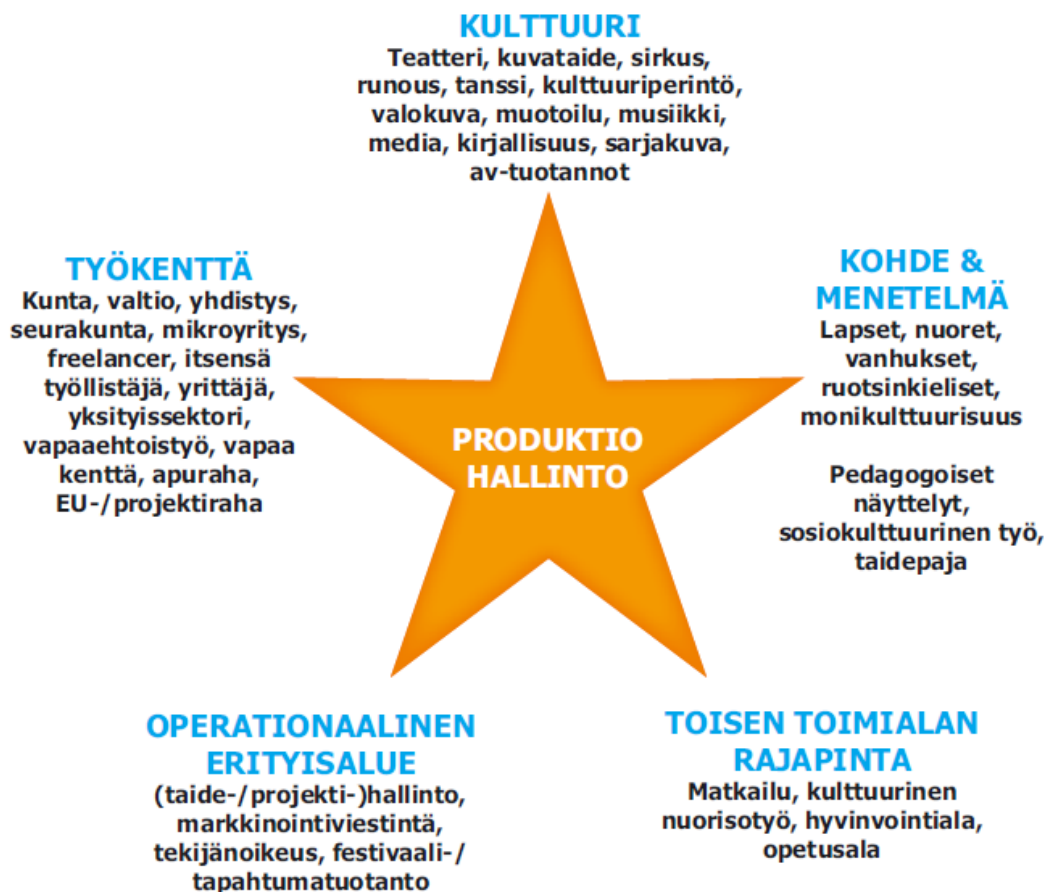 KULTTUURI
Teatteri, kuvataide, sirkus,
runous, tanssi, kulttuuriperintö,
valokuva, muotoilu, musiikki,
media, kirjallisuus, sarjakuva,
av-tuotannot
TYÖKENTTÄ
Kunta, valtio, yhdistys,
seurakunta, mikroyritys,
freelancer, itsensä
työllistäjä, yrittäjä,
yksityissektori,
vapaaehtoistyö, vapaa
kenttä, apuraha,
EU-/projektiraha
KOHDE &
MENETELMÄ
Lapset, nuoret,
vanhukset,
ruotsinkieliset,
monikulttuurisuus
Pedagogoiset
näyttelyt,
sosiokulttuurinen työ,
taidepaja
PRODUKTIO
HALLINTO
OPERATIONAALINEN
ERITYISALUE
(taide-/projekti-)hallinto,
markkinointiviestintä,
tekijänoikeus, festivaali-/
tapahtumatuotanto
TOISEN TOIMIALAN
RAJAPINTA
Matkailu, kulttuurinen
nuorisotyö, hyvinvointiala,
opetusala